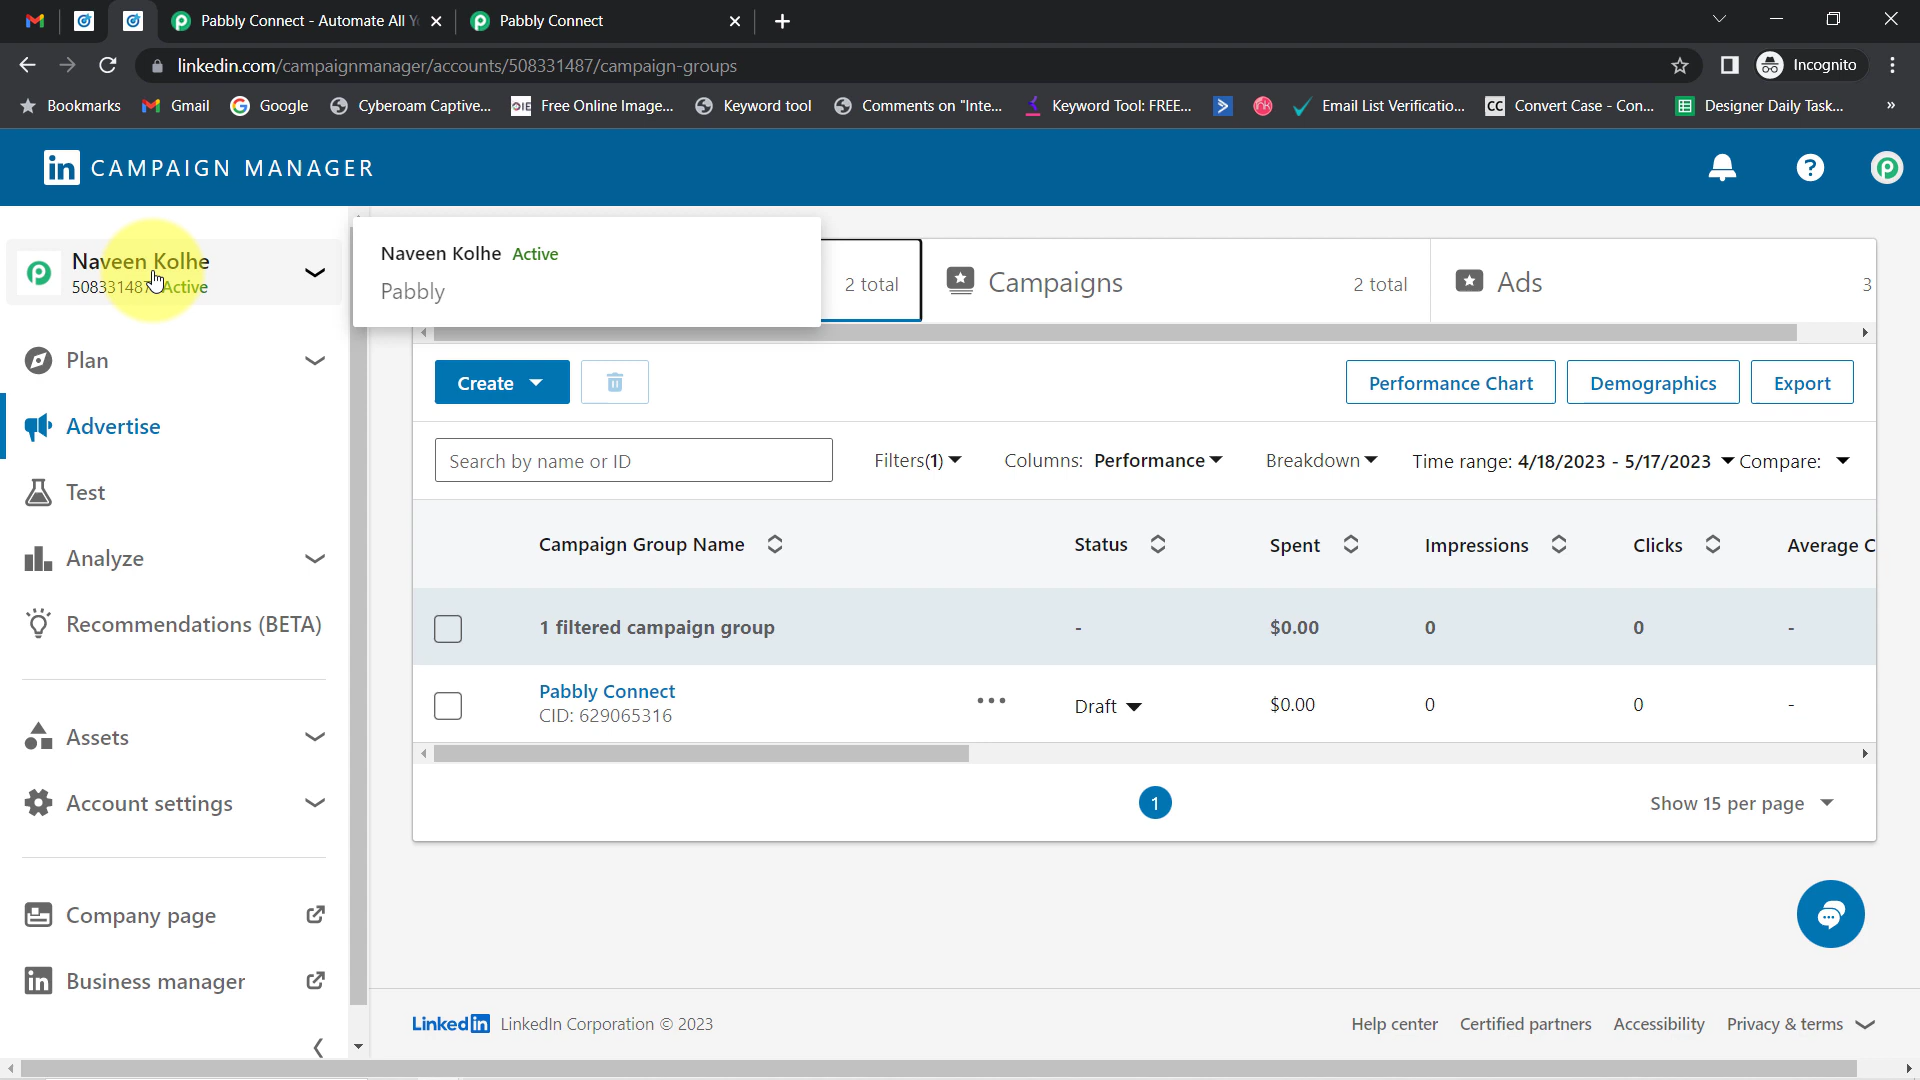 Pabbly Connect - Automate All Y
Pabbly Connect
linkedin.com/campaignmanager/accounts/508331487/campaign-groups
Incognito
Bookmarks
Gmail
Google
Cyberoam Captive...
Free Online Image...
Keyword tool
Comments on "Inte...
Keyword Tool: FREE...
Email List Verificatio...
CC
Convert Case - Con...
Designer Daily Task...
in CAMPAIGN MANAGER
Naveen Kolhe
508331487 Active
Naveen Kolhe Active
Pabbly
2 total
Campaigns
2 total
Ads
3
Plan
Advertise
Test
Analyze
Recommendations (BETA)
Assets
Account settings
Company page
Business manager
Create
Performance Chart
Demographics
Export
Search by name or ID
Filters(1)
Columns: Performance
Breakdown
Time range: 4/18/2023 - 5/17/2023
Compare:
Campaign Group Name
Status
Spent
Impressions
Clicks
Average C
1 filtered campaign group
-
$0.00
0
0
-
Pabbly Connect
CID: 629065316
Draft
$0.00
0
0
-
1
Show 15 per page
LinkedIn LinkedIn Corporation © 2023
Help center
Certified partners
Accessibility
Privacy & terms